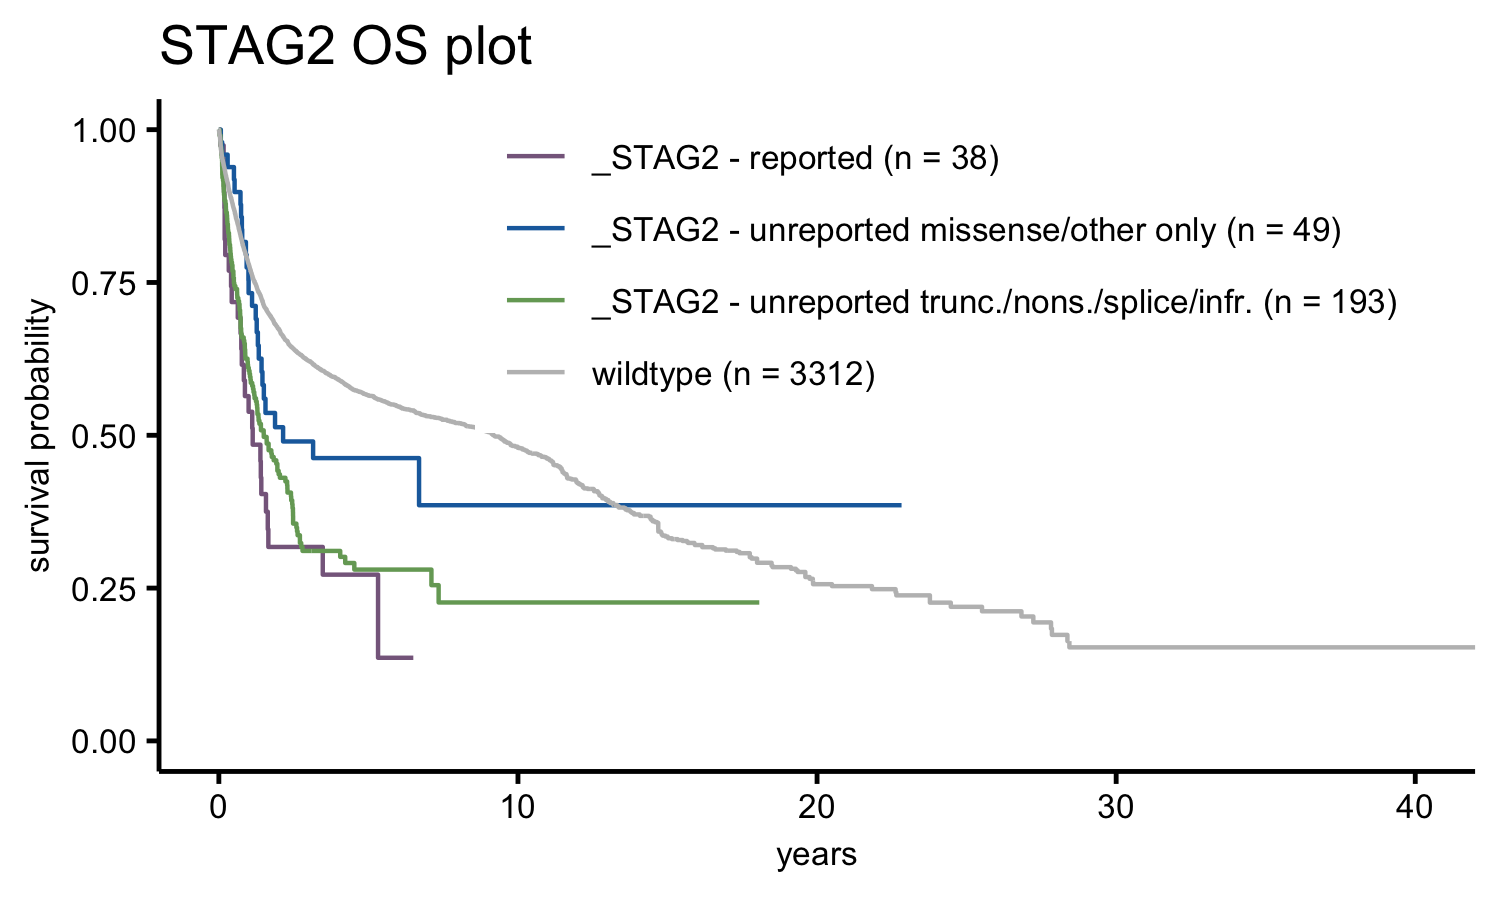 STAG2 OS plot
_STAG2 - reported (n = 38)
_STAG2 - unreported missense/other only (n = 49)
_STAG2 - unreported trunc./nons./splice/infr. (n = 193)
wildtype (n = 3312)
survival probability
1.00
0.75
0.50
0.25
0.00
0 10 20 30 40
years